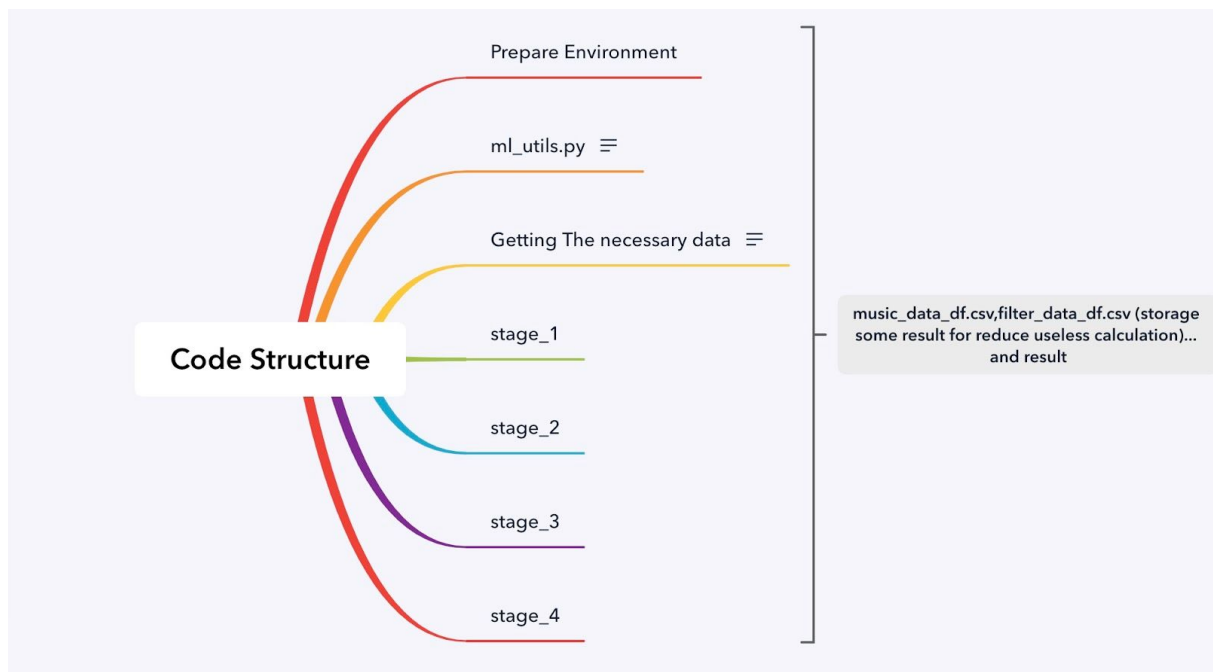 Prepare Environment
ml_utils.py
Getting The necessary data
stage_1
music_data_df.csv,filter_data_df.csv (storage
some result for reduce useless calculation)...
and result
Code Structure
stage_2
stage_3
stage_4